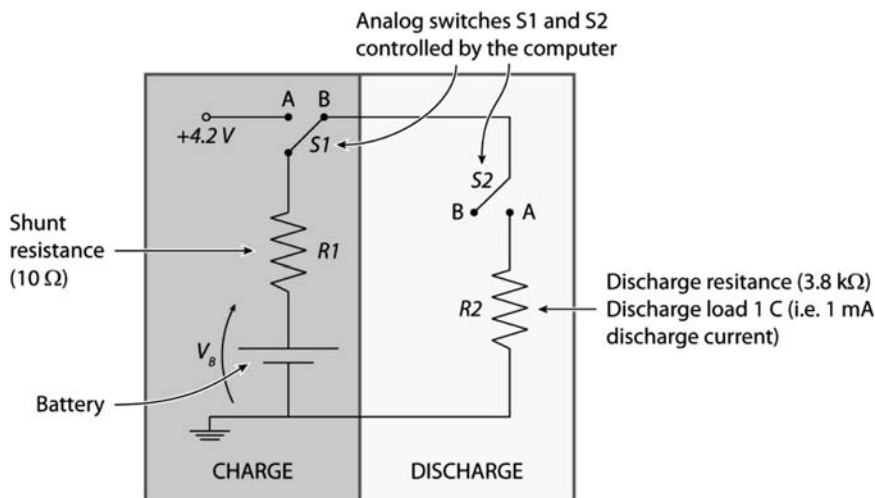 Analog switches S1 and S2
controlled by the computer
A B
+4.2 V
S1
S2
B A
Shunt
resistance
(10 Ω)
R1
R2
Discharge resitance (3.8 kΩ)
Discharge load 1 C (i.e. 1 mA
discharge current)
V_B
Battery
CHARGE
DISCHARGE